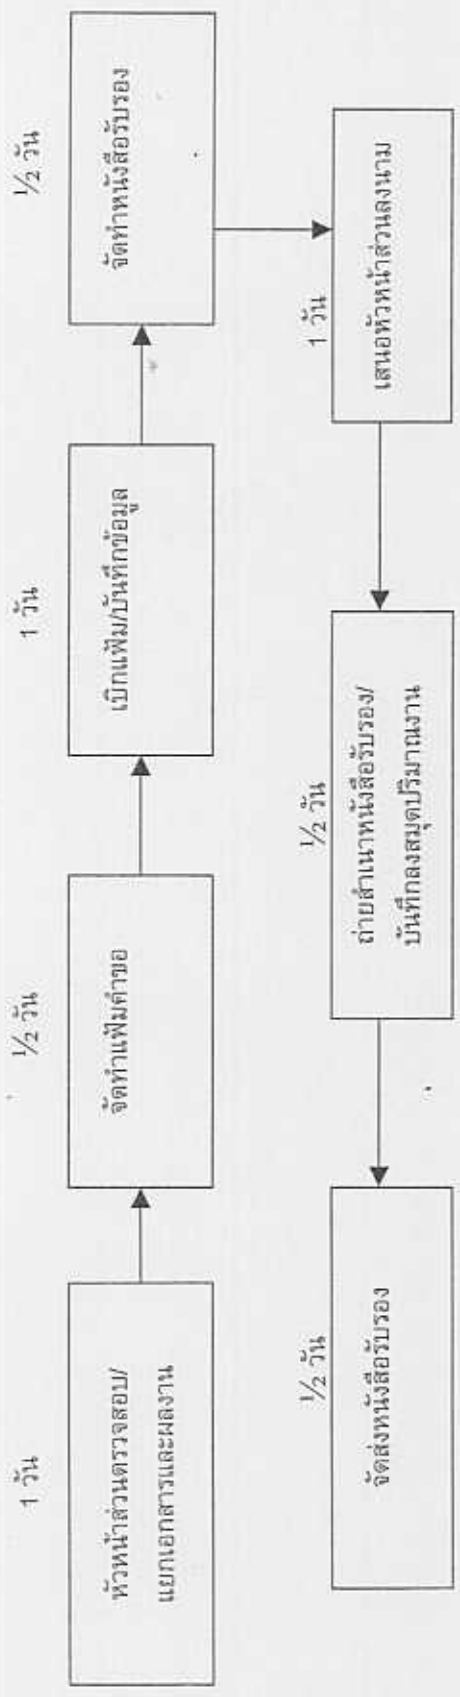 1 วัน
หัวหน้าส่วนตรวจสอบ/
แยกเอกสารและผลงาน
½ วัน
จัดทำแฟ้มคำขอ
1 วัน
เบิกแฟ้ม/บันทึกข้อมูล
½ วัน
จัดทำหนังสือรับรอง
1 วัน
เสนอหัวหน้าส่วนลงนาม
½ วัน
ถ่ายสำเนาหนังสือรับรอง/
บันทึกลงสมุดปริมาณงาน
½ วัน
จัดส่งหนังสือรับรอง